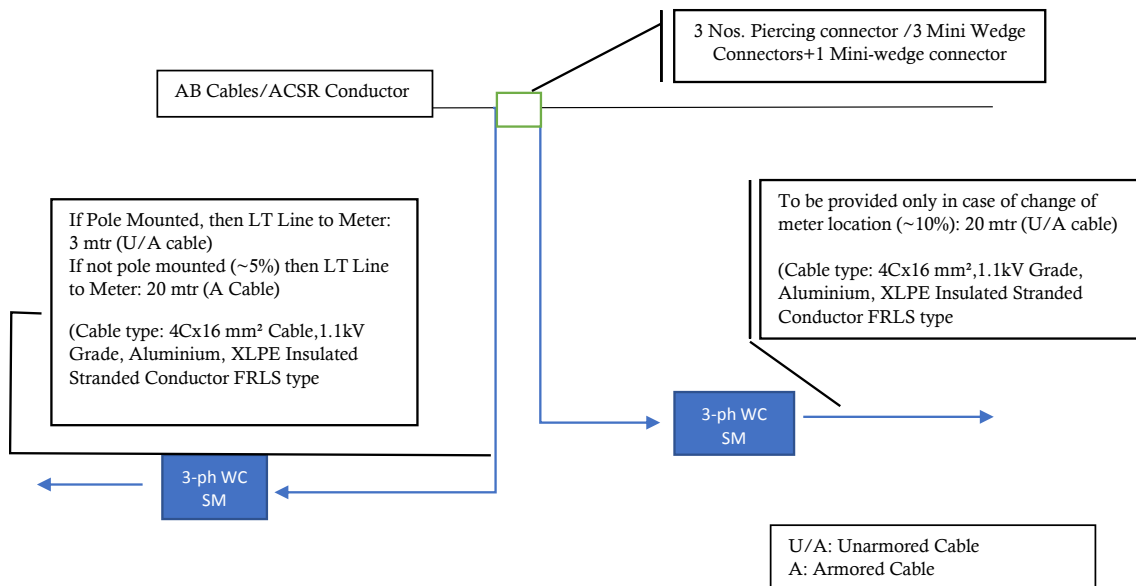 3 Nos. Piercing connector /3 Mini Wedge
Connectors+1 Mini-wedge connector
AB Cables/ACSR Conductor
If Pole Mounted, then LT Line to Meter:
3 mtr (U/A cable)
If not pole mounted (~5%) then LT Line
to Meter: 20 mtr (A Cable)
(Cable type: 4Cx16 mm² Cable,1.1kV
Grade, Aluminium, XLPE Insulated
Stranded Conductor FRLS type
To be provided only in case of change of
meter location (~10%): 20 mtr (U/A cable)
(Cable type: 4Cx16 mm²,1.1kV Grade,
Aluminium, XLPE Insulated Stranded
Conductor FRLS type
3-ph WC
SM
3-ph WC
SM
U/A: Unarmored Cable
A: Armored Cable